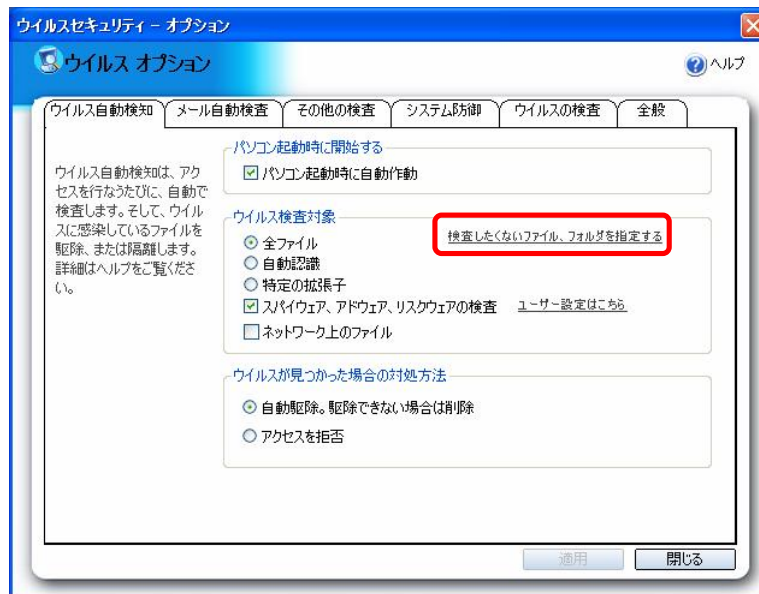 ウイルスセキュリティ - オプション
ウイルス オプション
ヘルプ
ウイルス自動検知 メール自動検査 その他の検査 システム防御 ウイルスの検査 全般
ウイルス自動検知は、アク
セスを行なうたびに、自動で
検査します。そして、ウイル
スに感染しているファイルを
駆除、または隔離します。
詳細はヘルプをご覧くださ
い。
パソコン起動時に開始する
パソコン起動時に自動作動
ウイルス検査対象
全ファイル
検査したくないファイル、フォルダを指定する
自動認識
特定の拡張子
スパイウェア、アドウェア、リスクウェアの検査 ユーザー設定はこちら
ネットワーク上のファイル
ウイルスが見つかった場合の対処方法
自動駆除。駆除できない場合は削除
アクセスを拒否
適用 閉じる